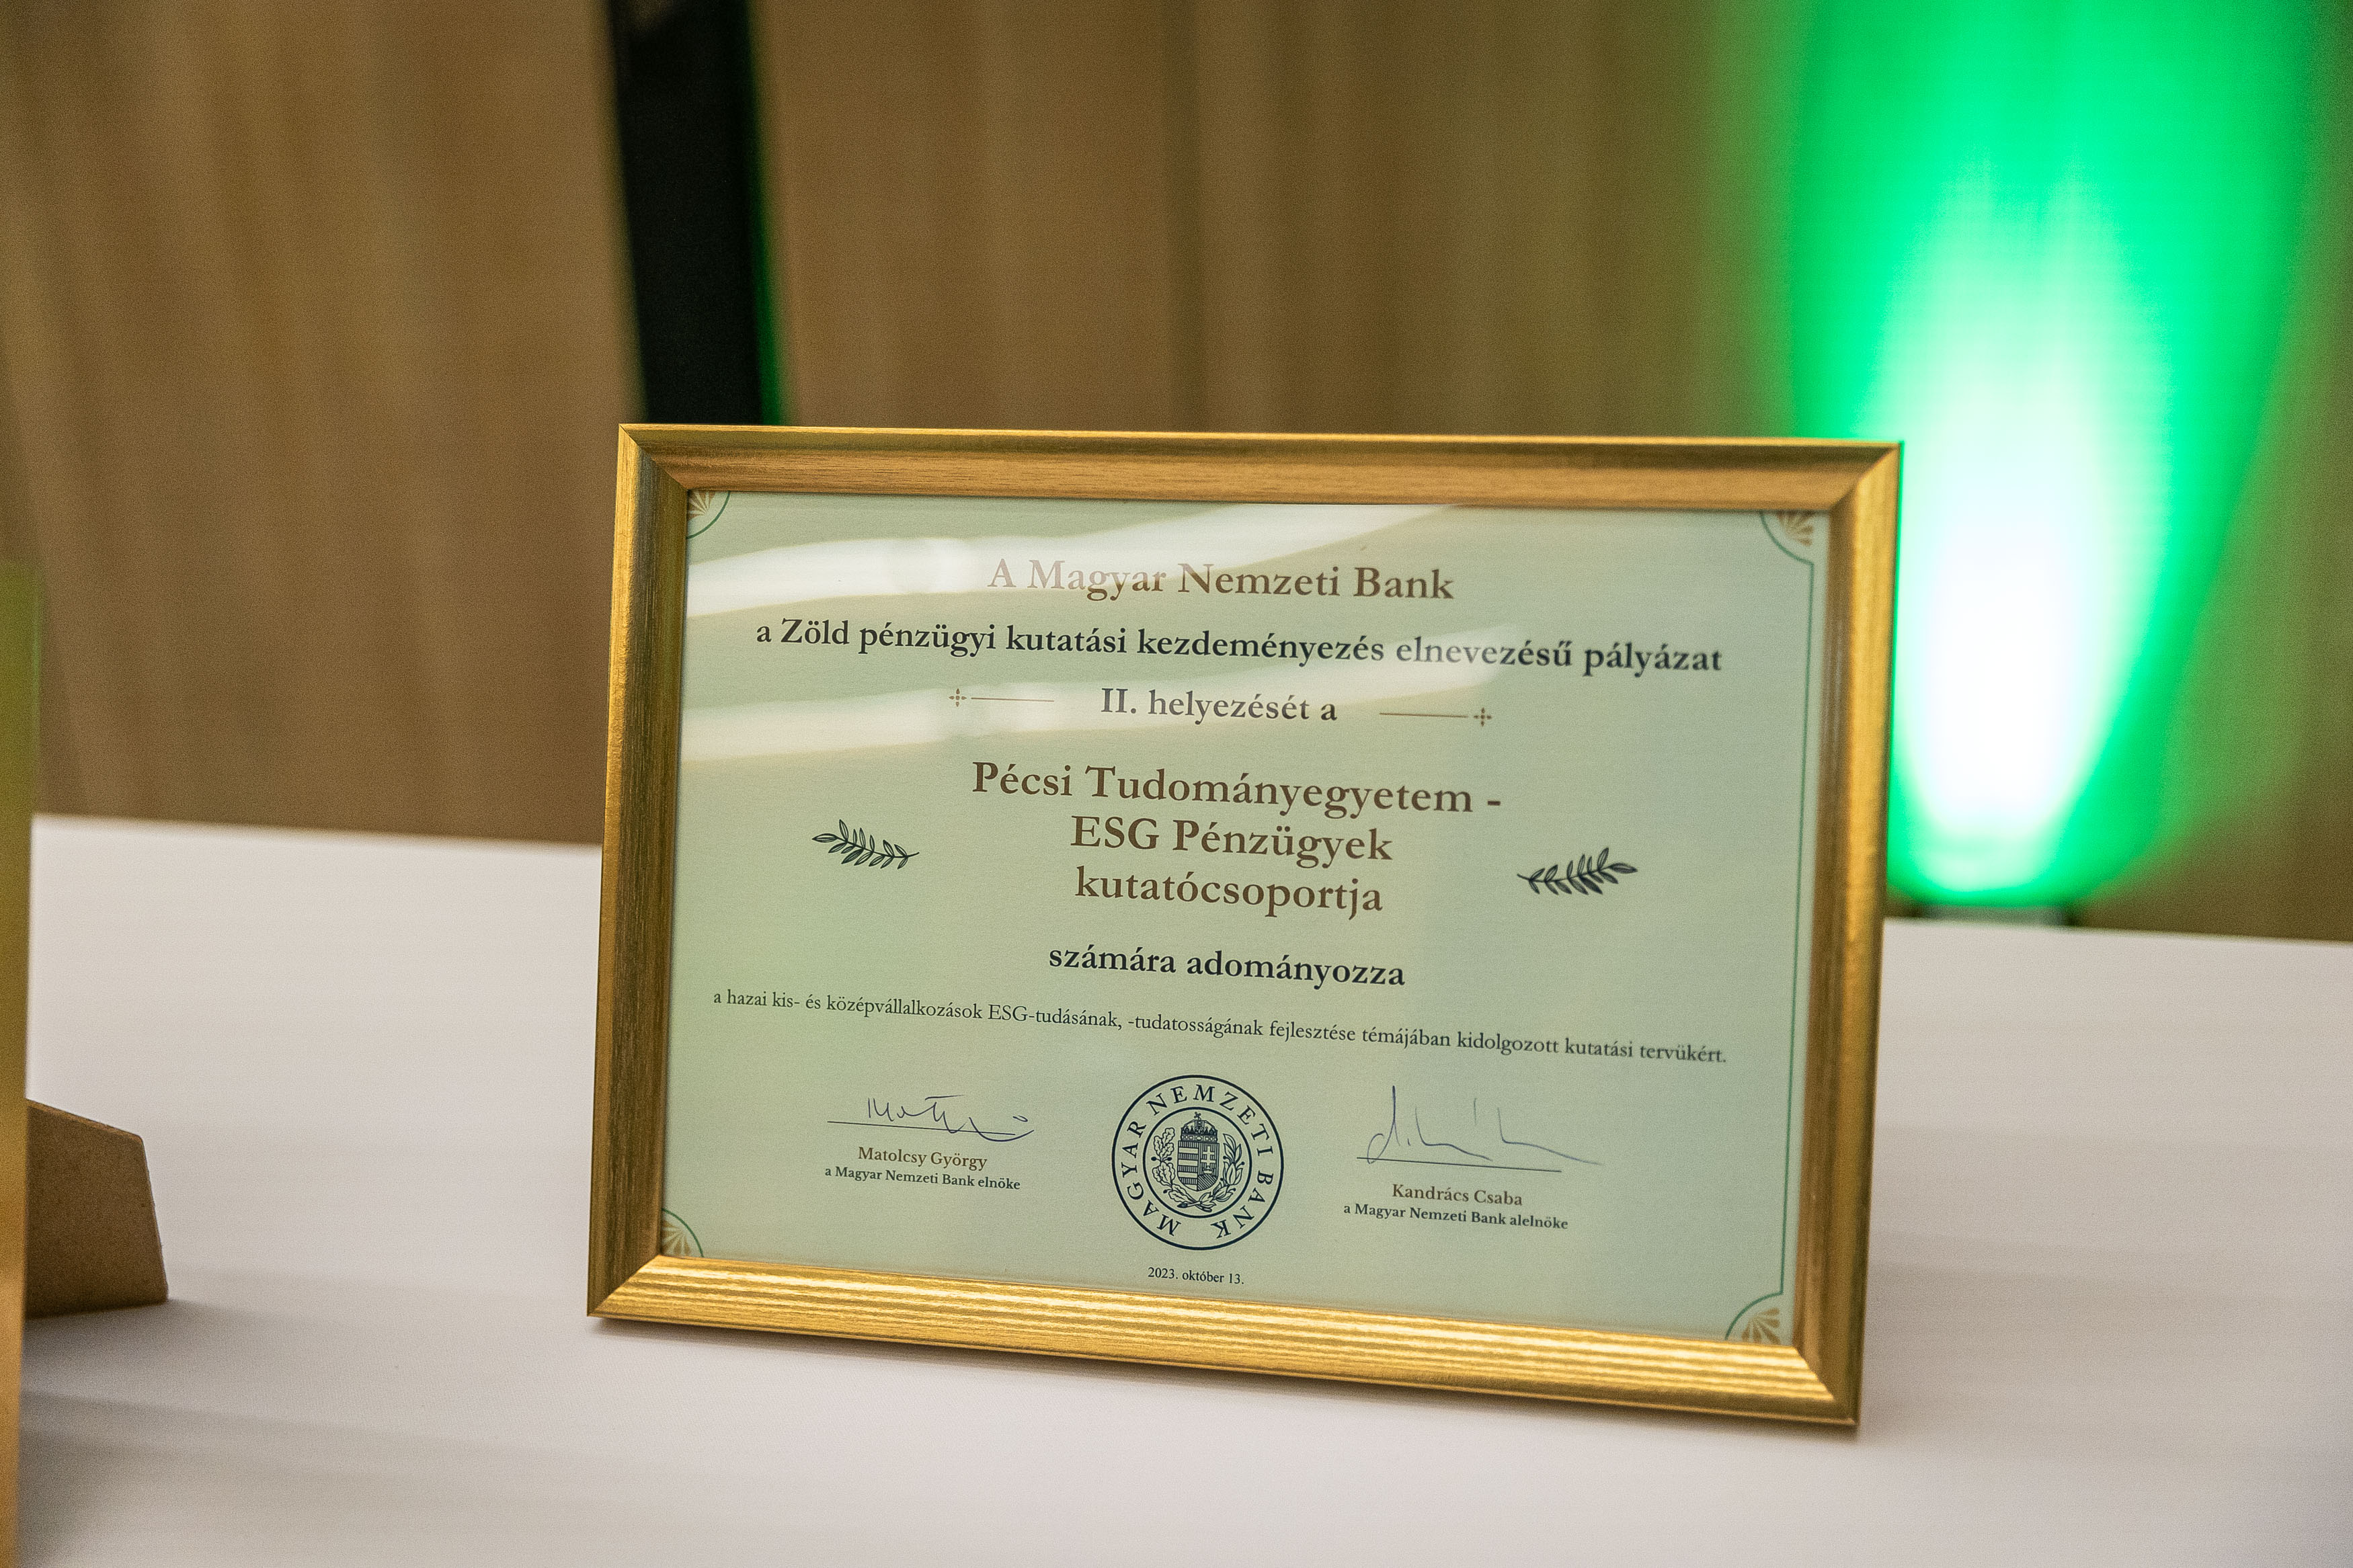 A Magyar Nemzeti Bank
a Zöld pénzügyi kutatási kezdeményezés elnevezésű pályázat
II. helyezését a
Pécsi Tudományegyetem -
ESG Pénzügyek
kutatócsoportja
számára adományozza
a hazai kis- és középvállalkozások ESG-tudásának, -tudatosságának fejlesztése témájában kidolgozott kutatási tervükért.
Matolcsy György
a Magyar Nemzeti Bank elnöke
MAGYAR NEMZETI BANK
Kandrács Csaba
a Magyar Nemzeti Bank alelnöke
2023. október 13.